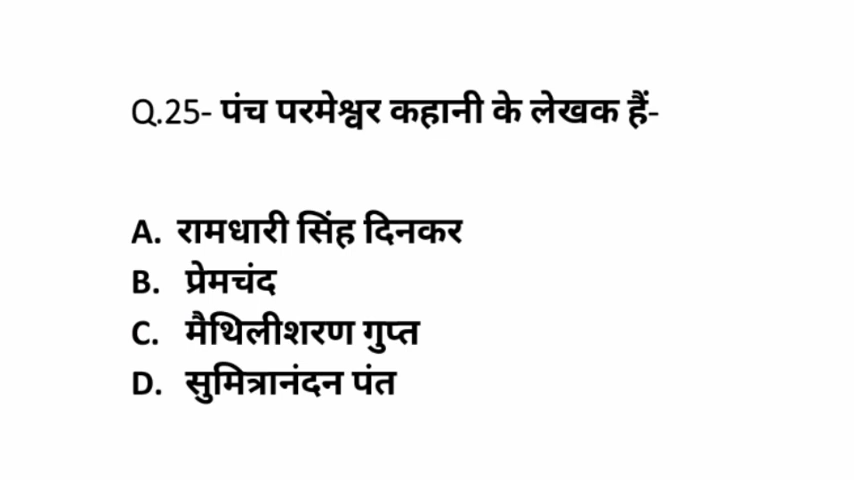 Q.25- पंच परमेश्वर कहानी के लेखक हैं-
A. रामधारी सिंह दिनकर
B. प्रेमचंद
C. मैथिलीशरण गुप्त
D. सुमित्रानंदन पंत